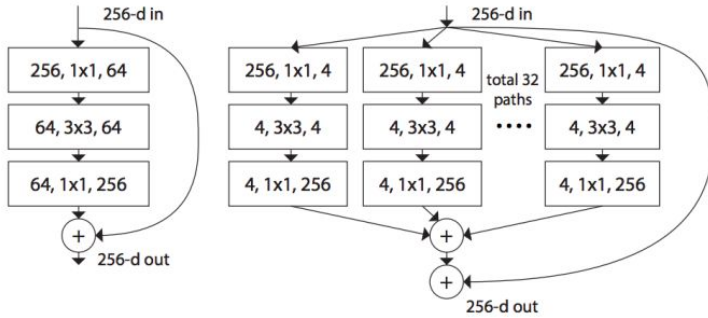 256-d in
256, 1x1, 64
64, 3x3, 64
64, 1x1, 256
+
256-d out
256-d in
256, 1x1, 4
256, 1x1, 4
total 32
paths
256, 1x1, 4
4, 3x3, 4
4, 3x3, 4
....
4, 3x3, 4
4, 1x1, 256
4, 1x1, 256
4, 1x1, 256
+
+
256-d out